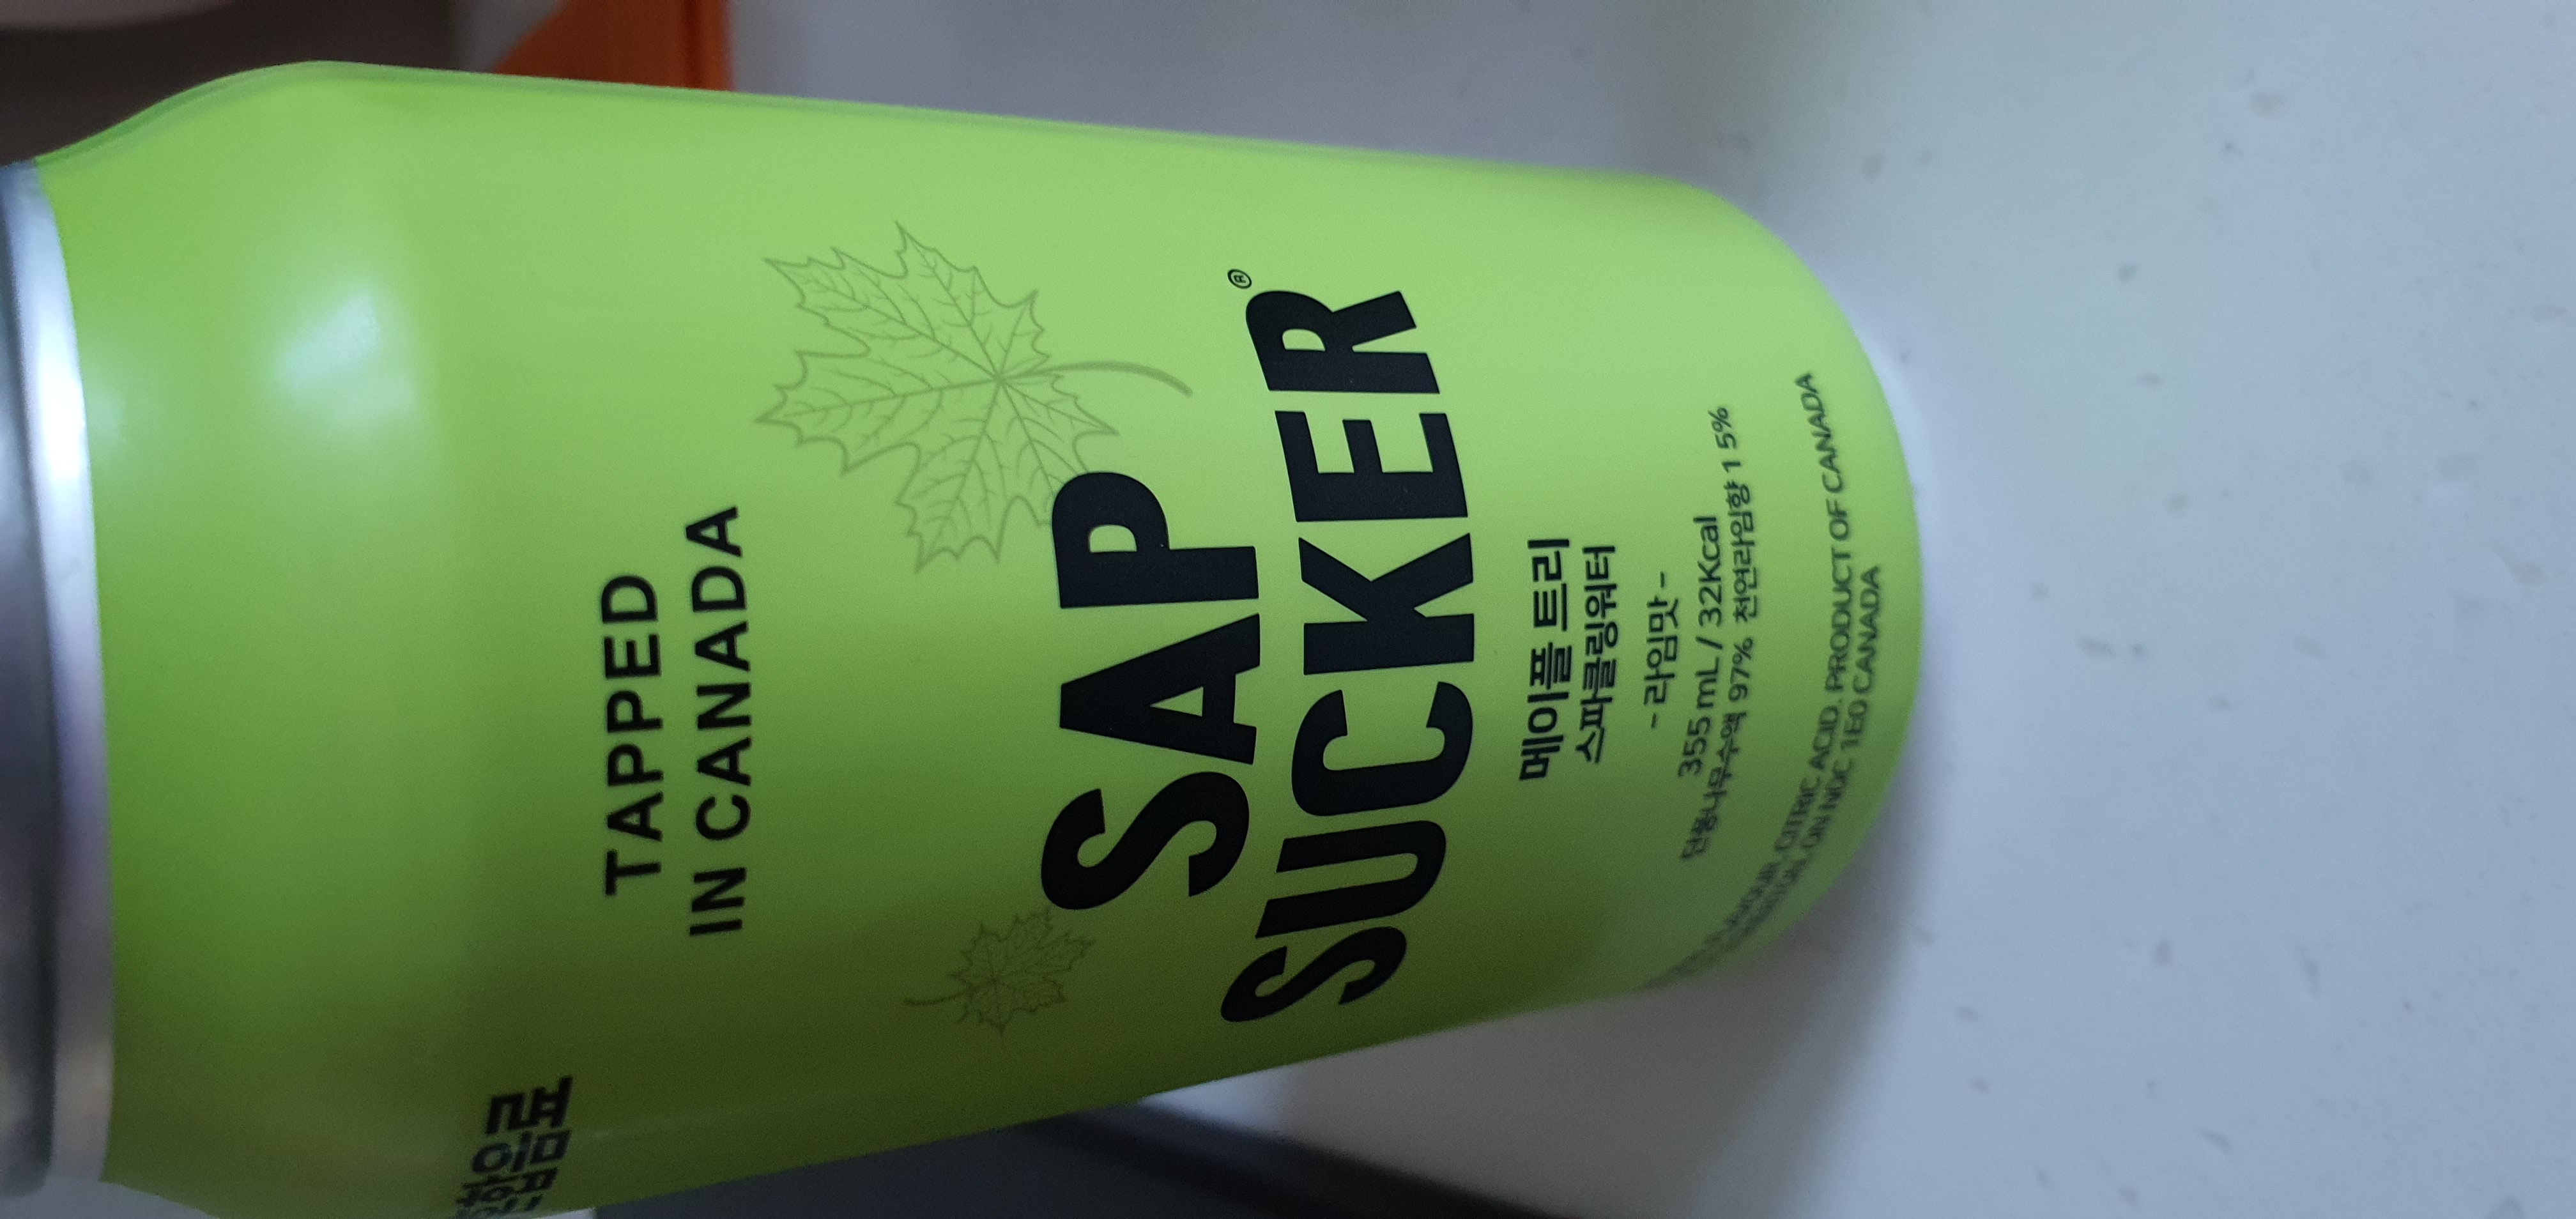 TAPPED
IN CANADA
SAP
SUCKER®
메이플 트리
스파클링워터
- 라임맛 -
355 mL / 32Kcal
단풍나무수액 97% 천연라임향 1 5%
CITRIC ACID. PRODUCT OF CANADA
ON N0C 1E0 CANADA